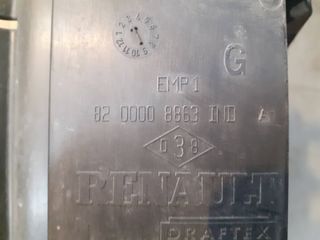 G
EMP1
82 0000 8863 IND A
038
RENAULT
DRAFTEX